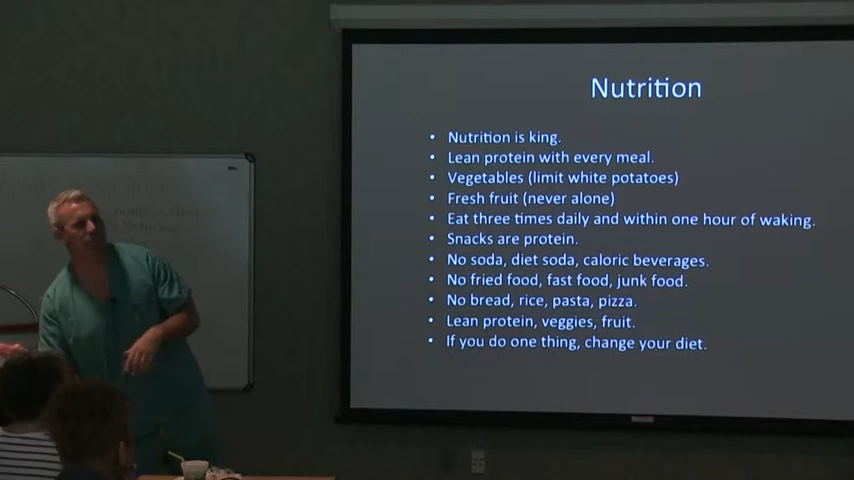 Nutrition
• Nutrition is king.
• Lean protein with every meal.
• Vegetables (limit white potatoes)
• Fresh fruit (never alone)
• Eat three times daily and within one hour of waking.
• Snacks are protein.
• No soda, diet soda, caloric beverages.
• No fried food, fast food, junk food.
• No bread, rice, pasta, pizza.
• Lean protein, veggies, fruit.
• If you do one thing, change your diet.